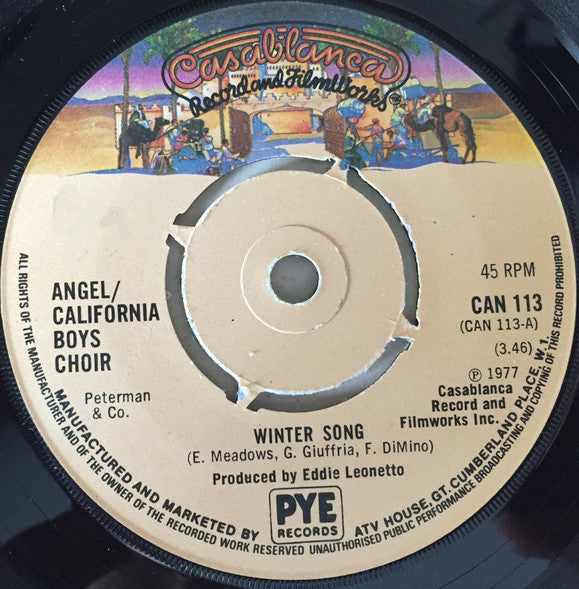 Casablanca
Record and FilmWorks
ANGEL/
CALIFORNIA
BOYS
CHOIR
Peterman
& Co.
45 RPM
CAN 113
(CAN 113-A)
(3.46)
℗ 1977
Casablanca
Record and
Filmworks Inc.
WINTER SONG
(E. Meadows, G. Giuffria, F. DiMino)
Produced by Eddie Leonetto
PYE
RECORDS
MANUFACTURED AND MARKETED BY
ATV HOUSE, GT. CUMBERLAND PLACE, W.1.
ALL RIGHTS OF THE MANUFACTURER AND OF THE OWNER OF THE RECORDED WORK RESERVED UNAUTHORISED PUBLIC PERFORMANCE BROADCASTING AND COPYING OF THIS RECORD PROHIBITED